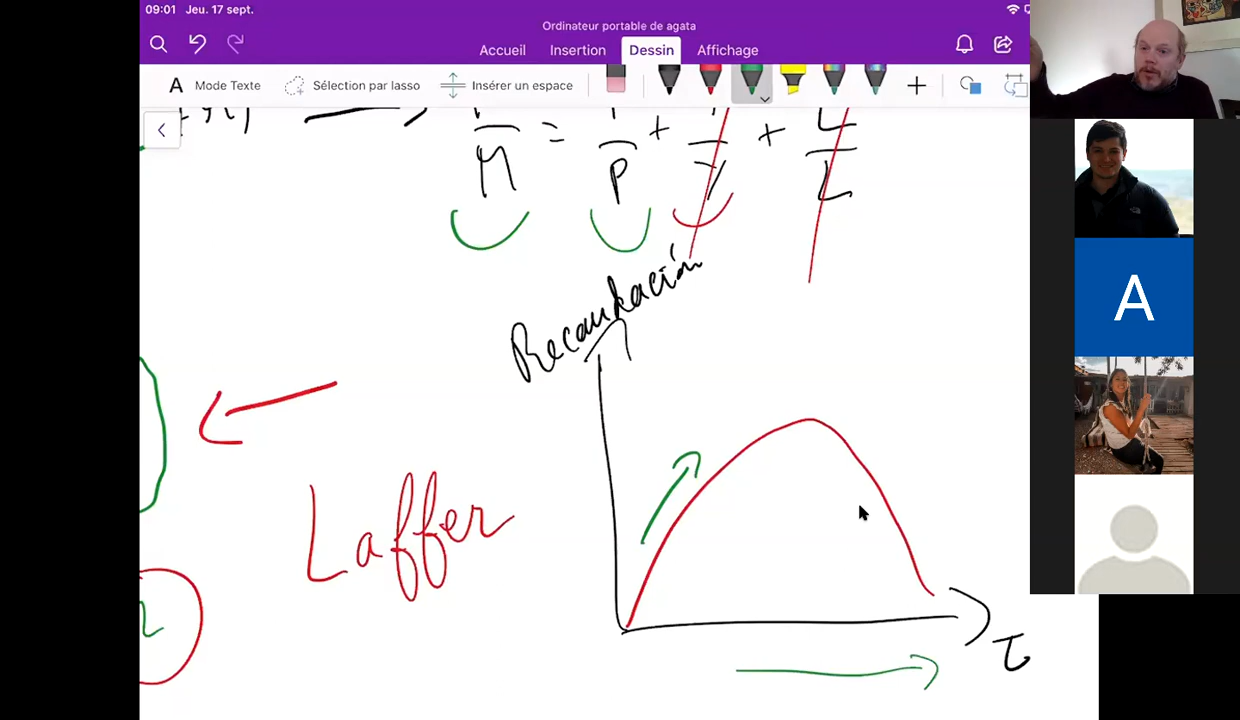 09:01 Jeu. 17 sept.
Ordinateur portable de agata
Accueil Insertion Dessin Affichage
A Mode Texte Sélection par lasso Insérer un espace
M = P + + L
Recaudación
Laffer
τ
A